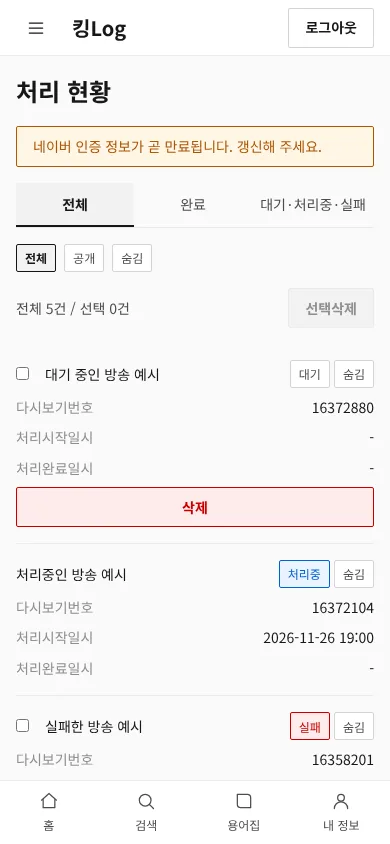 킹Log
로그아웃
처리 현황
네이버 인증 정보가 곧 만료됩니다. 갱신해 주세요.
전체 완료 대기·처리중·실패
전체 공개 숨김
전체 5건 / 선택 0건 선택삭제
대기 중인 방송 예시 대기 숨김
다시보기번호 16372880
처리시작일시 -
처리완료일시 -
삭제
처리중인 방송 예시 처리중 숨김
다시보기번호 16372104
처리시작일시 2026-11-26 19:00
처리완료일시 -
실패한 방송 예시 실패 숨김
다시보기번호 16358201
홈 검색 용어집 내 정보